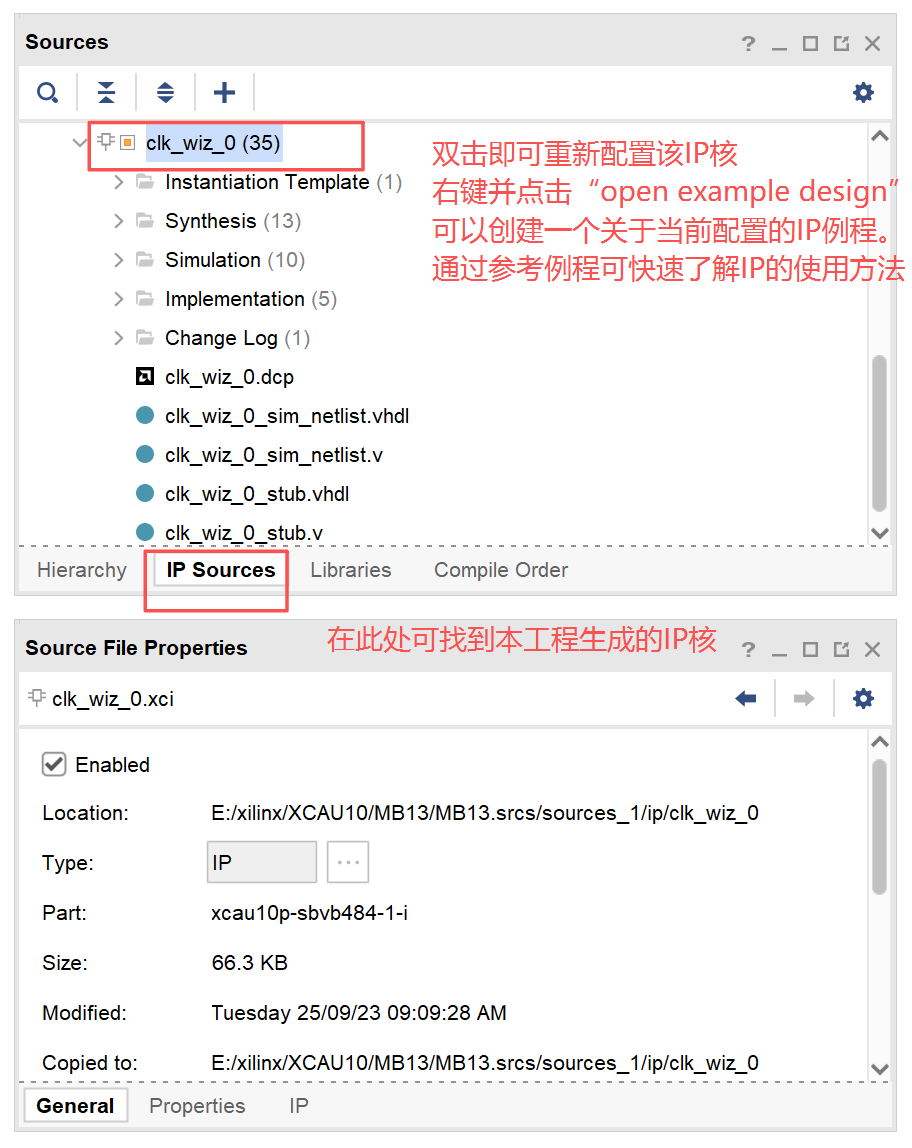 Sources
clk_wiz_0 (35)
双击即可重新配置该IP核
右键并点击“open example design”
可以创建一个关于当前配置的IP例程。
通过参考例程可快速了解IP的使用方法
Instantiation Template (1)
Synthesis (13)
Simulation (10)
Implementation (5)
Change Log (1)
clk_wiz_0.dcp
clk_wiz_0_sim_netlist.vhdl
clk_wiz_0_sim_netlist.v
clk_wiz_0_stub.vhdl
clk_wiz_0_stub.v
Hierarchy IP Sources Libraries Compile Order
在此处可找到本工程生成的IP核
Source File Properties
clk_wiz_0.xci
Enabled
Location: E:/xilinx/XCAU10/MB13/MB13.srcs/sources_1/ip/clk_wiz_0
Type: IP ...
Part: xcau10p-sbvb484-1-i
Size: 66.3 KB
Modified: Tuesday 25/09/23 09:09:28 AM
Copied to: E:/xilinx/XCAU10/MB13/MB13.srcs/sources_1/ip/clk_wiz_0
General Properties IP